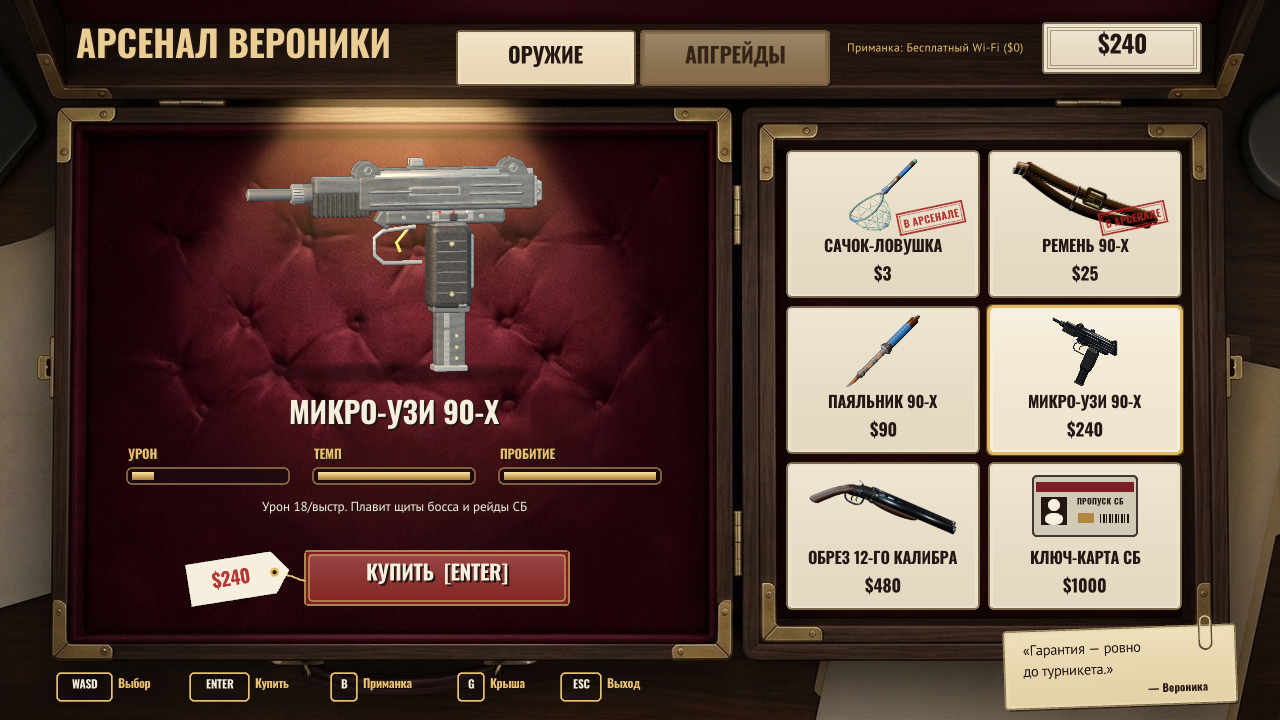 АРСЕНАЛ ВЕРОНИКИ
ОРУЖИЕ
АПГРЕЙДЫ
Приманка: Бесплатный Wi-Fi ($0)
$240
МИКРО-УЗИ 90-Х
УРОН
ТЕМП
ПРОБИТИЕ
Урон 18/выстр. Плавит щиты босса и рейды СБ
$240
КУПИТЬ [ENTER]
В АРСЕНАЛЕ
САЧОК-ЛОВУШКА
$3
В АРСЕНАЛЕ
РЕМЕНЬ 90-Х
$25
ПАЯЛЬНИК 90-Х
$90
МИКРО-УЗИ 90-Х
$240
ОБРЕЗ 12-ГО КАЛИБРА
$480
ПРОПУСК СБ
КЛЮЧ-КАРТА СБ
$1000
«Гарантия — ровно
до турникета.»
— Вероника
WASD Выбор
ENTER Купить
B Приманка
G Крыша
ESC Выход